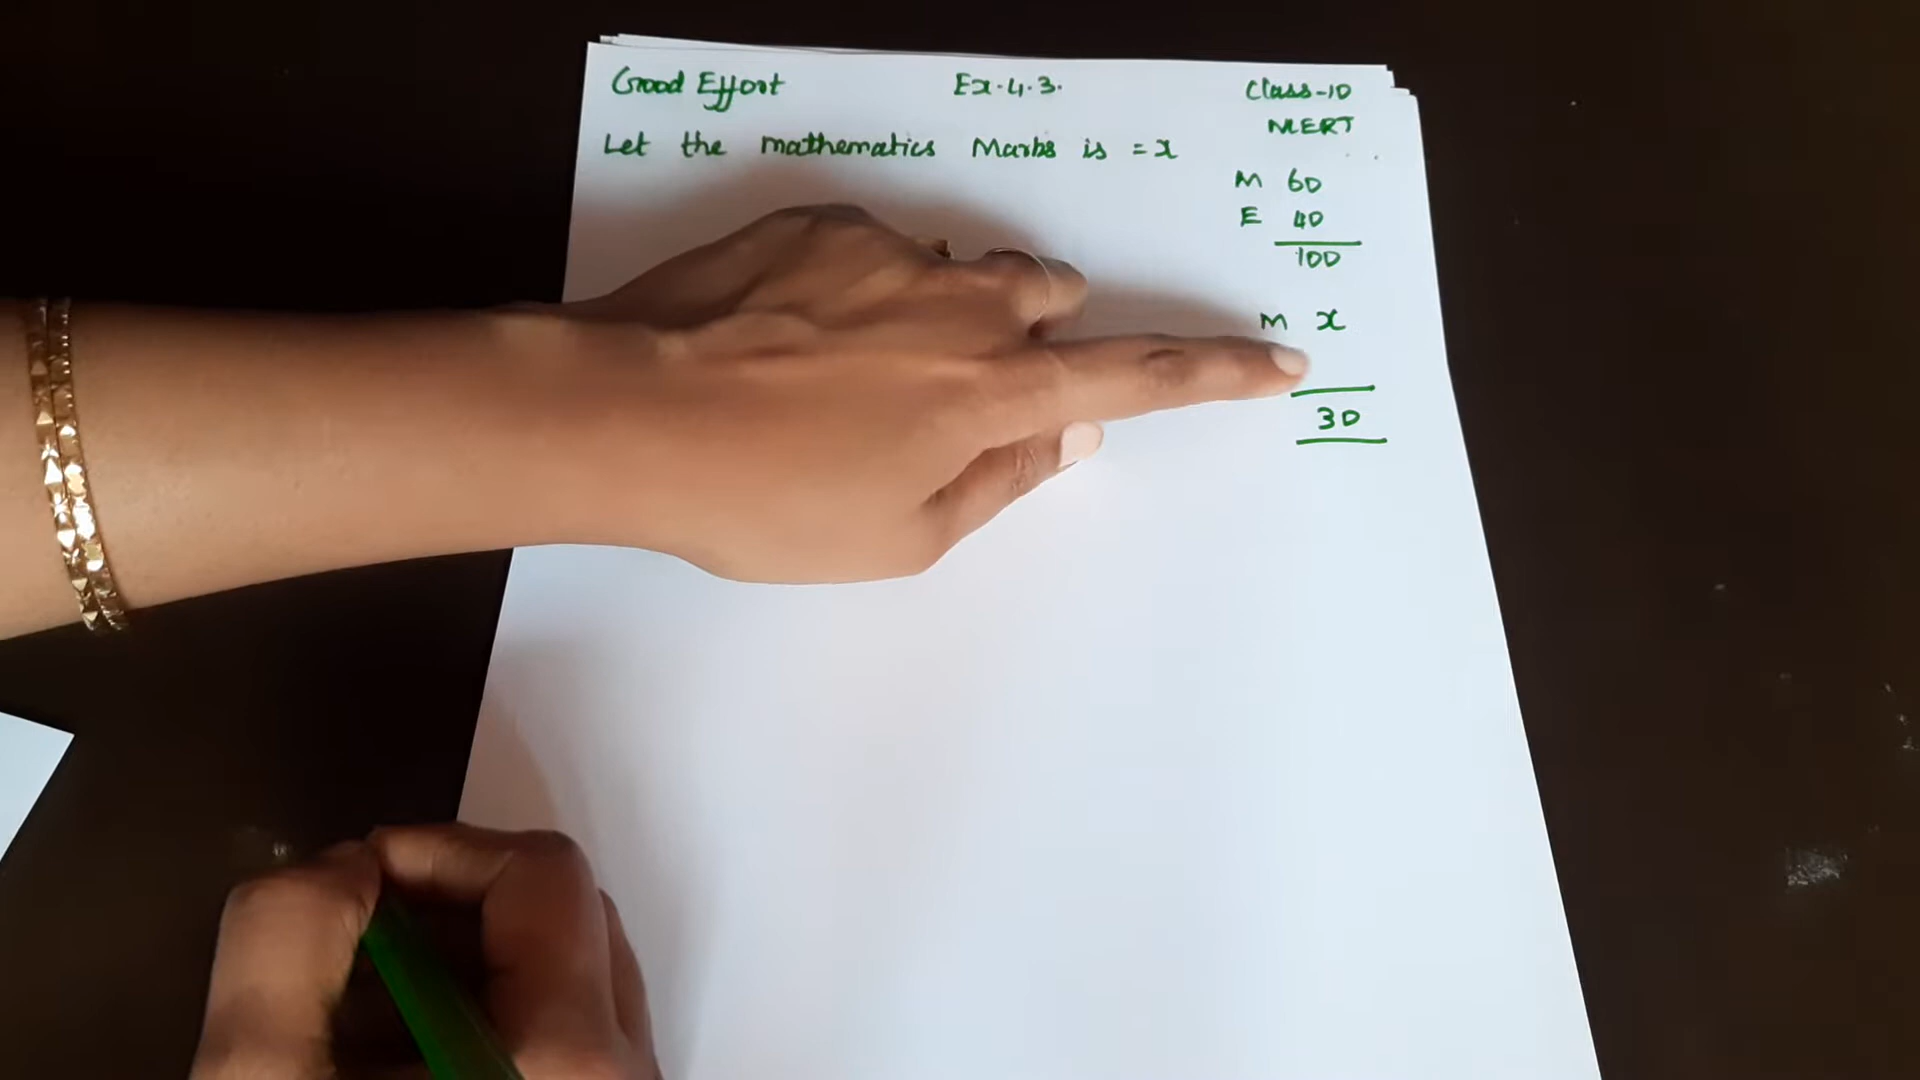 Good Effort Ex.4.3. Class-10
NCERT
Let the mathematics Marks is = x
M 60
E 40
100
M x
30